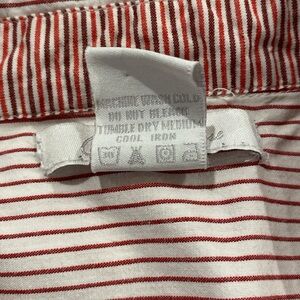 MACHINE WASH COLD
DO NOT BLEACH
TUMBLE DRY MEDIUM
COOL IRON